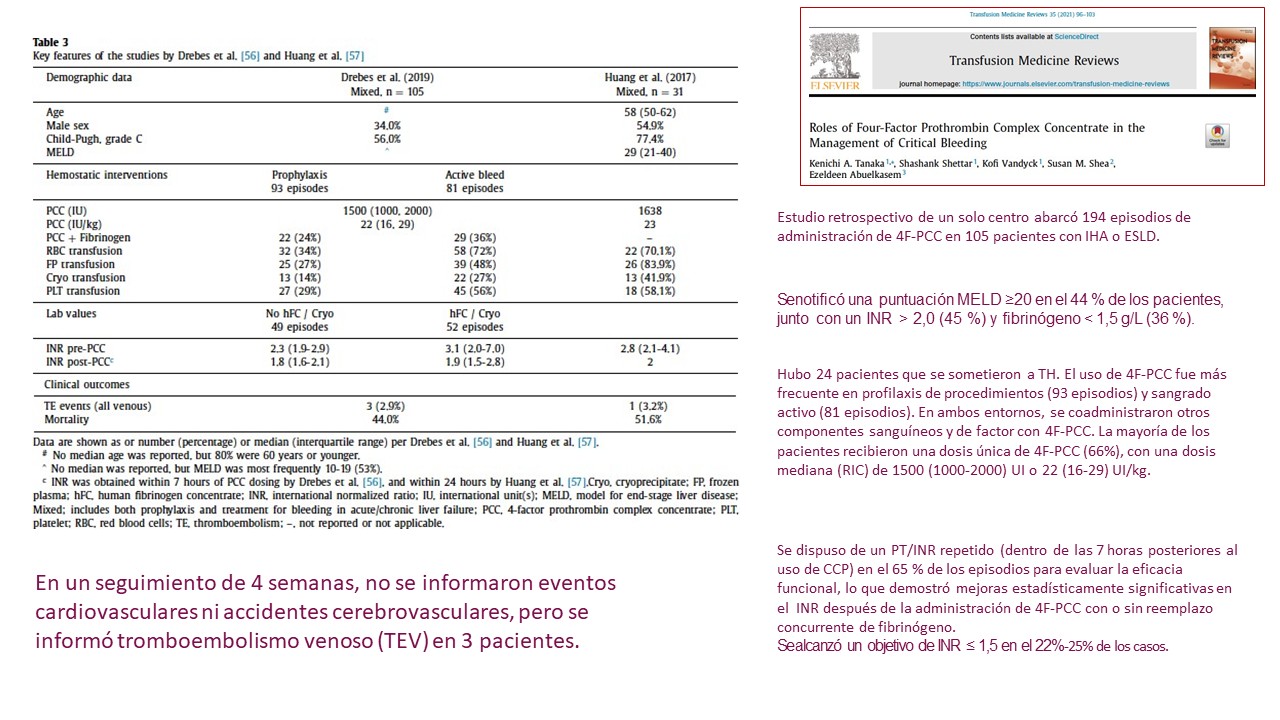 Table 3
Key features of the studies by Drebes et al. [56] and Huang et al. [57]
Demographic data Drebes et al. (2019) Huang et al. (2017)
Mixed, n = 105 Mixed, n = 31
Age # 58 (50-62)
Male sex 34.0% 54.9%
Child-Pugh, grade C 56.0% 77.4%
MELD ^ 29 (21-40)
Hemostatic interventions Prophylaxis Active bleed
93 episodes 81 episodes
PCC (IU) 1500 (1000, 2000) 1638
PCC (IU/kg) 22 (16, 29) 23
PCC + Fibrinogen 22 (24%) 29 (36%) –
RBC transfusion 32 (34%) 58 (72%) 22 (70.1%)
FP transfusion 25 (27%) 39 (48%) 26 (83.9%)
Cryo transfusion 13 (14%) 22 (27%) 13 (41.9%)
PLT transfusion 27 (29%) 45 (56%) 18 (58.1%)
Lab values No hFC / Cryo hFC / Cryo
49 episodes 52 episodes
INR pre-PCC 2.3 (1.9-2.9) 3.1 (2.0-7.0) 2.8 (2.1-4.1)
INR post-PCCᶜ 1.8 (1.6-2.1) 1.9 (1.5-2.8) 2
Clinical outcomes
TE events (all venous) 3 (2.9%) 1 (3.2%)
Mortality 44.0% 51.6%
Data are shown as or number (percentage) or median (interquartile range) per Drebes et al. [56] and Huang et al. [57].
# No median age was reported, but 80% were 60 years or younger.
^ No median was reported, but MELD was most frequently 10-19 (53%).
ᶜ INR was obtained within 7 hours of PCC dosing by Drebes et al. [56], and within 24 hours by Huang et al. [57].Cryo, cryoprecipitate; FP, frozen
plasma; hFC, human fibrinogen concentrate; INR, international normalized ratio; IU, international unit(s); MELD, model for end-stage liver disease;
Mixed; includes both prophylaxis and treatment for bleeding in acute/chronic liver failure; PCC, 4-factor prothrombin complex concentrate; PLT,
platelet; RBC, red blood cells; TE, thromboembolism; –, not reported or not applicable.
En un seguimiento de 4 semanas, no se informaron eventos
cardiovasculares ni accidentes cerebrovasculares, pero se
informó tromboembolismo venoso (TEV) en 3 pacientes.
Transfusion Medicine Reviews 35 (2021) 96–103
Contents lists available at ScienceDirect
Transfusion Medicine Reviews
journal homepage: https://www.journals.elsevier.com/transfusion-medicine-reviews
ELSEVIER
TRANSFUSION
MEDICINE
REVIEWS
Roles of Four-Factor Prothrombin Complex Concentrate in the
Management of Critical Bleeding
Check for
updates
Kenichi A. Tanaka¹,*, Shashank Shettar¹, Kofi Vandyck¹, Susan M. Shea²,
Ezeldeen Abuelkasem³
Estudio retrospectivo de un solo centro abarcó 194 episodios de
administración de 4F-PCC en 105 pacientes con IHA o ESLD.
Senotificó una puntuación MELD ≥20 en el 44 % de los pacientes,
junto con un INR > 2,0 (45 %) y fibrinógeno < 1,5 g/L (36 %).
Hubo 24 pacientes que se sometieron a TH. El uso de 4F-PCC fue más
frecuente en profilaxis de procedimientos (93 episodios) y sangrado
activo (81 episodios). En ambos entornos, se coadministraron otros
componentes sanguíneos y de factor con 4F-PCC. La mayoría de los
pacientes recibieron una dosis única de 4F-PCC (66%), con una dosis
mediana (RIC) de 1500 (1000-2000) UI o 22 (16-29) UI/kg.
Se dispuso de un PT/INR repetido (dentro de las 7 horas posteriores al
uso de CCP) en el 65 % de los episodios para evaluar la eficacia
funcional, lo que demostró mejoras estadísticamente significativas en
el INR después de la administración de 4F-PCC con o sin reemplazo
concurrente de fibrinógeno.
Sealcanzó un objetivo de INR ≤ 1,5 en el 22%-25% de los casos.